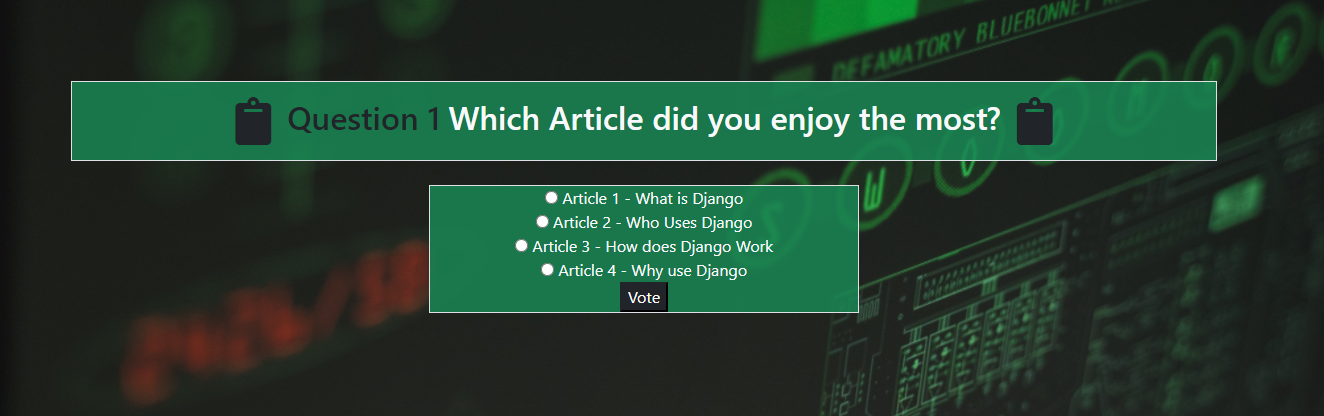 DEFAMATORY BLUEBONNET
Question 1 Which Article did you enjoy the most?
Article 1 - What is Django
Article 2 - Who Uses Django
Article 3 - How does Django Work
Article 4 - Why use Django
Vote
S W